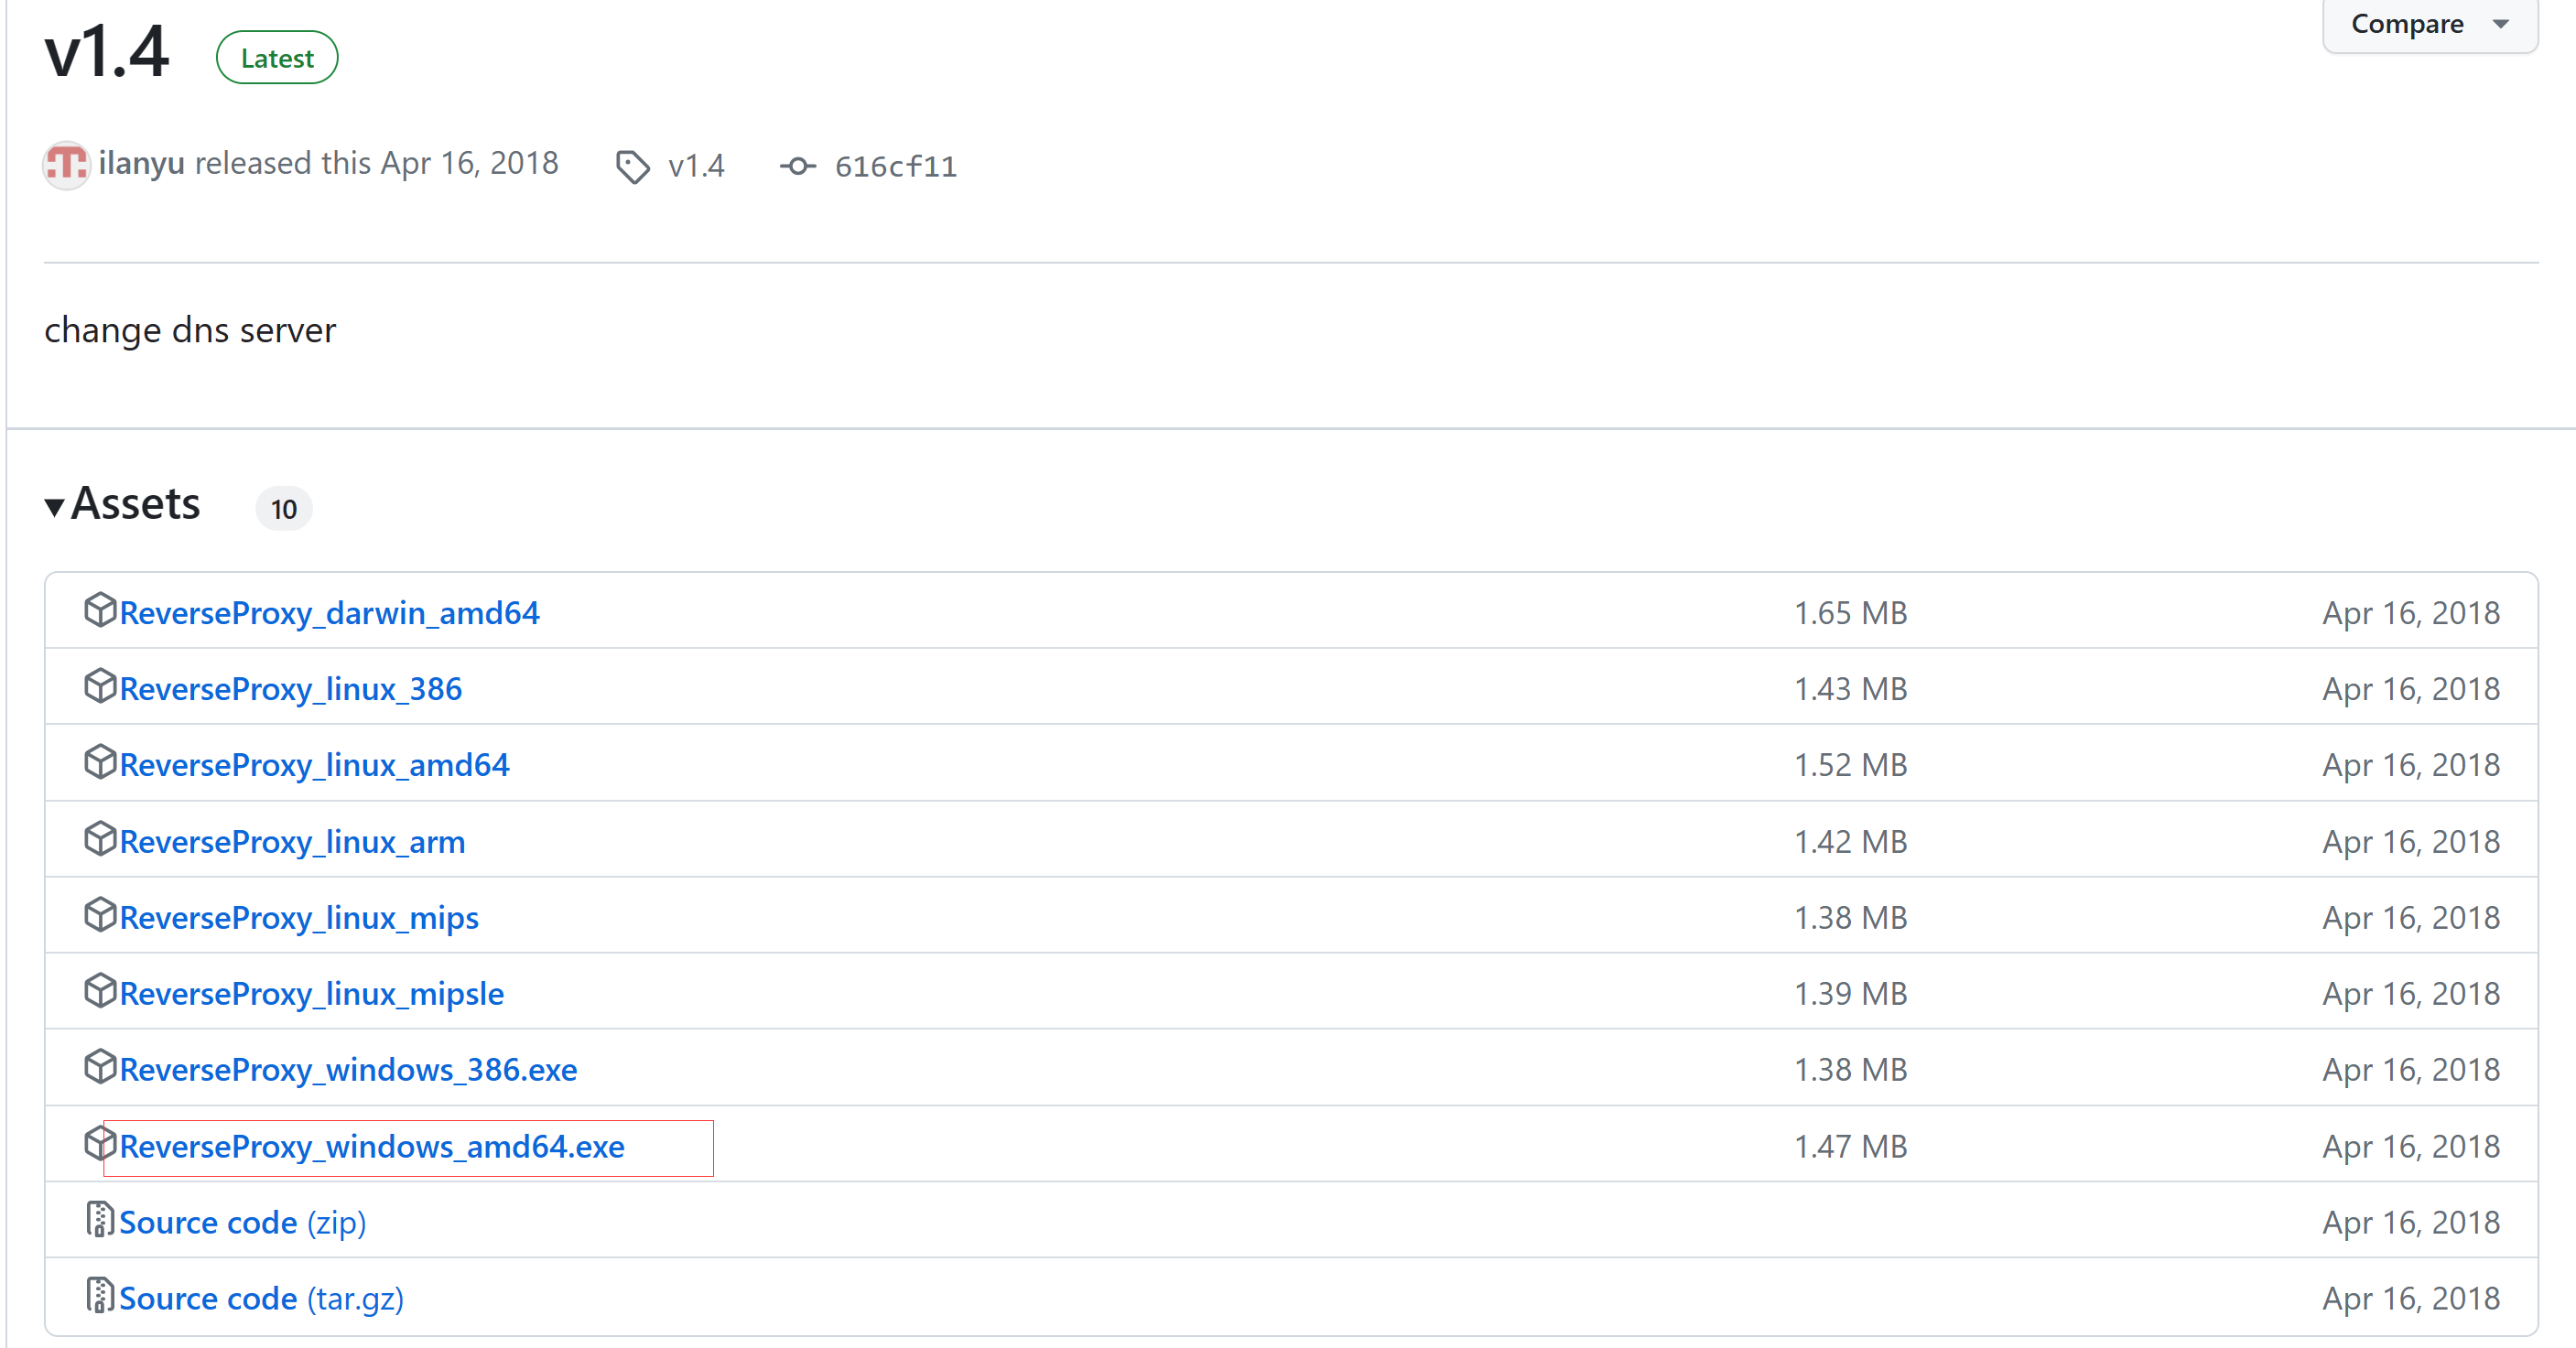 v1.4 Latest Compare
ilanyu released this Apr 16, 2018 v1.4 616cf11
change dns server
Assets 10
ReverseProxy_darwin_amd64 1.65 MB Apr 16, 2018
ReverseProxy_linux_386 1.43 MB Apr 16, 2018
ReverseProxy_linux_amd64 1.52 MB Apr 16, 2018
ReverseProxy_linux_arm 1.42 MB Apr 16, 2018
ReverseProxy_linux_mips 1.38 MB Apr 16, 2018
ReverseProxy_linux_mipsle 1.39 MB Apr 16, 2018
ReverseProxy_windows_386.exe 1.38 MB Apr 16, 2018
ReverseProxy_windows_amd64.exe 1.47 MB Apr 16, 2018
Source code (zip) Apr 16, 2018
Source code (tar.gz) Apr 16, 2018